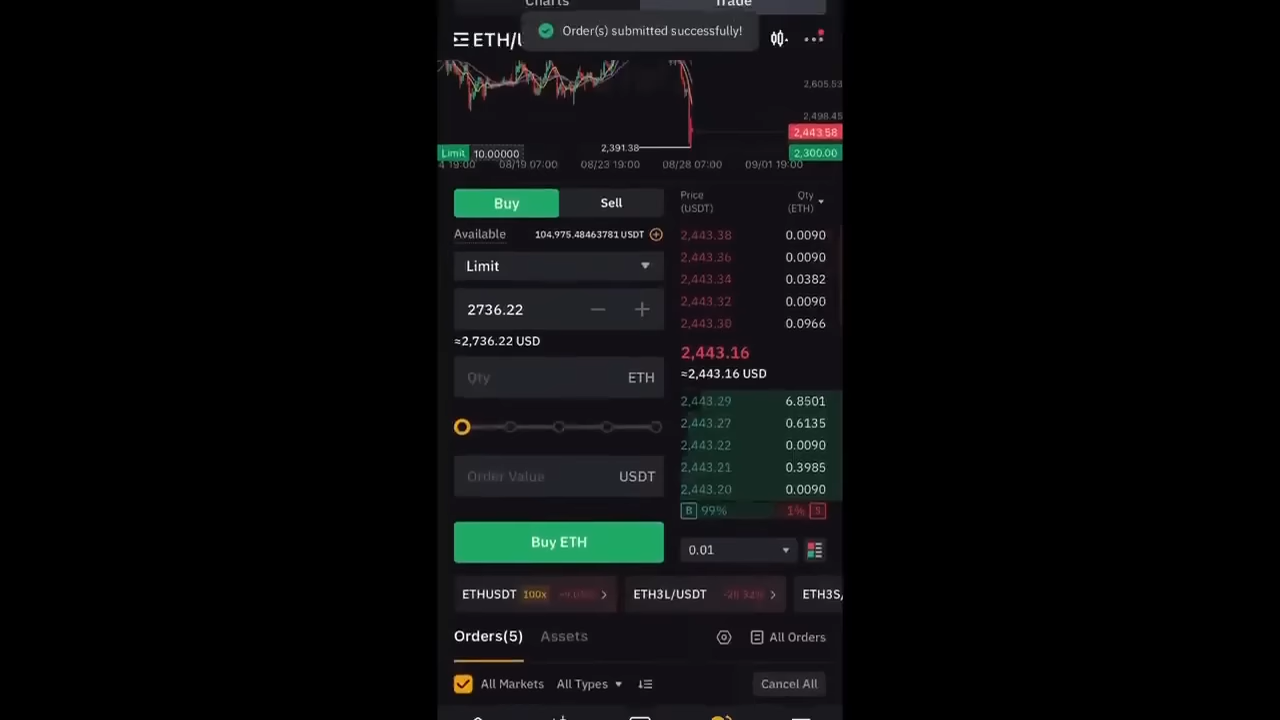 Charts Trade
Order(s) submitted successfully!
ETH/U
2,605.53
2,498.45
2,443.58
2,391.38
Limit 10.00000 2,300.00
4 19:00 08/19 07:00 08/23 19:00 08/28 07:00 09/01 19:00
Buy Sell
Price (USDT) Qty (ETH)
Available 104,975.48463781 USDT
2,443.38 0.0090
Limit
2,443.36 0.0090
2,443.34 0.0382
2736.22
2,443.32 0.0090
2,443.30 0.0966
≈2,736.22 USD
2,443.16
≈2,443.16 USD
Qty ETH
2,443.29 6.8501
2,443.27 0.6135
2,443.22 0.0090
Order Value USDT
2,443.21 0.3985
2,443.20 0.0090
B 99% 1% S
Buy ETH
0.01
ETHUSDT 100x
ETH3L/USDT
ETH3S/
Orders(5) Assets All Orders
All Markets All Types Cancel All